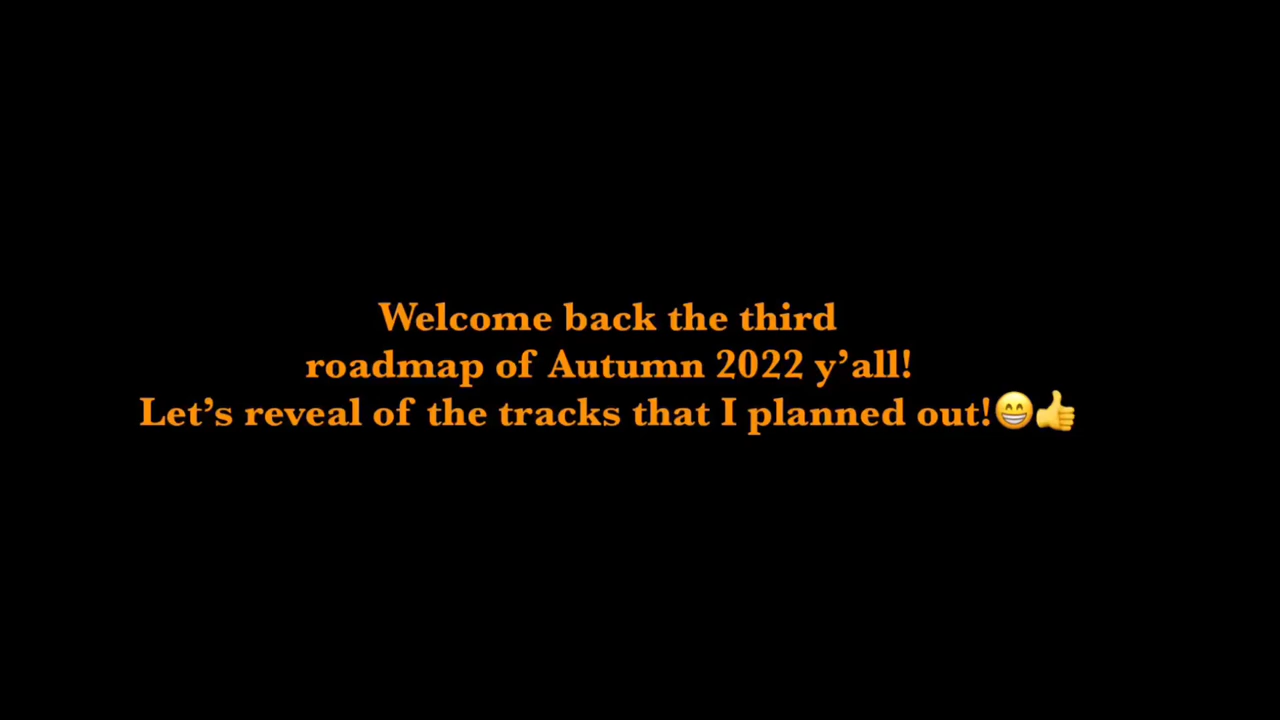 Welcome back the third
roadmap of Autumn 2022 y’all!
Let’s reveal of the tracks that I planned out!😁👍